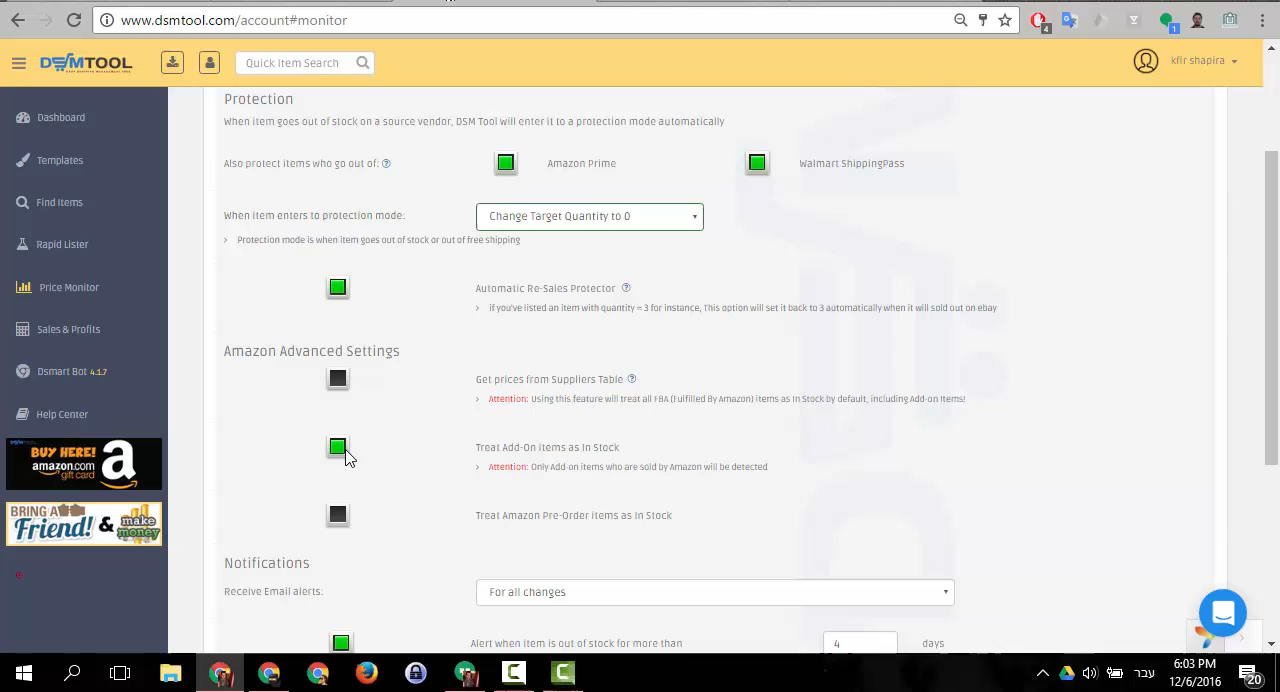 www.dsmtool.com/account#monitor
4
1
DSMTOOL
Quick Item Search
kfir shapira
Protection
When item goes out of stock on a source vendor, DSM Tool will enter it to a protection mode automatically
Dashboard
Also protect items who go out of:
Amazon Prime
Walmart ShippingPass
Templates
Find Items
When item enters to protection mode:
Change Target Quantity to 0
Protection mode is when item goes out of stock or out of free shipping
Rapid Lister
Price Monitor
Automatic Re-Sales Protector
if you've listed an item with quantity = 3 for instance, This option will set it back to 3 automatically when it will sold out on ebay
Sales & Profits
Amazon Advanced Settings
Dsmart Bot 4.1.7
Get prices from Suppliers Table
Attention: Using this feature will treat all FBA (Fulfilled By Amazon) items as In Stock by default, including Add-on Items!
Help Center
BUY HERE!
amazon.com
gift card
a
Treat Add-On items as In Stock
Attention: Only Add-on items who are sold by Amazon will be detected
BRING A
Friend! & make
money
Treat Amazon Pre-Order items as In Stock
Notifications
Receive Email alerts:
For all changes
Alert when item is out of stock for more than
4
days
עבר
6:03 PM
12/6/2016
20